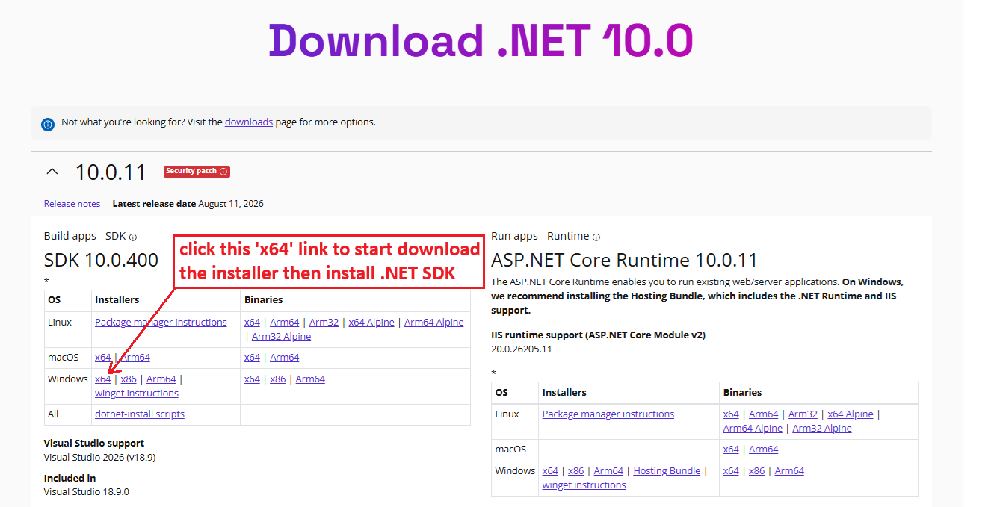 Download .NET 10.0
Not what you're looking for? Visit the downloads page for more options.
10.0.11 Security patch
Release notes Latest release date August 11, 2026
Build apps - SDK
SDK 10.0.400
*
click this 'x64' link to start download
the installer then install .NET SDK
OS Installers Binaries
Linux Package manager instructions x64 | Arm64 | Arm32 | x64 Alpine | Arm64 Alpine
| Arm32 Alpine
macOS x64 | Arm64 x64 | Arm64
Windows x64 | x86 | Arm64 | x64 | x86 | Arm64
winget instructions
All dotnet-install scripts
Visual Studio support
Visual Studio 2026 (v18.9)
Included in
Visual Studio 18.9.0
Run apps - Runtime
ASP.NET Core Runtime 10.0.11
The ASP.NET Core Runtime enables you to run existing web/server applications. On Windows,
we recommend installing the Hosting Bundle, which includes the .NET Runtime and IIS
support.
IIS runtime support (ASP.NET Core Module v2)
20.0.26205.11
*
OS Installers Binaries
Linux Package manager instructions x64 | Arm64 | Arm32 | x64 Alpine |
Arm64 Alpine | Arm32 Alpine
macOS x64 | Arm64
Windows x64 | x86 | Arm64 | Hosting Bundle | x64 | x86 | Arm64
winget instructions